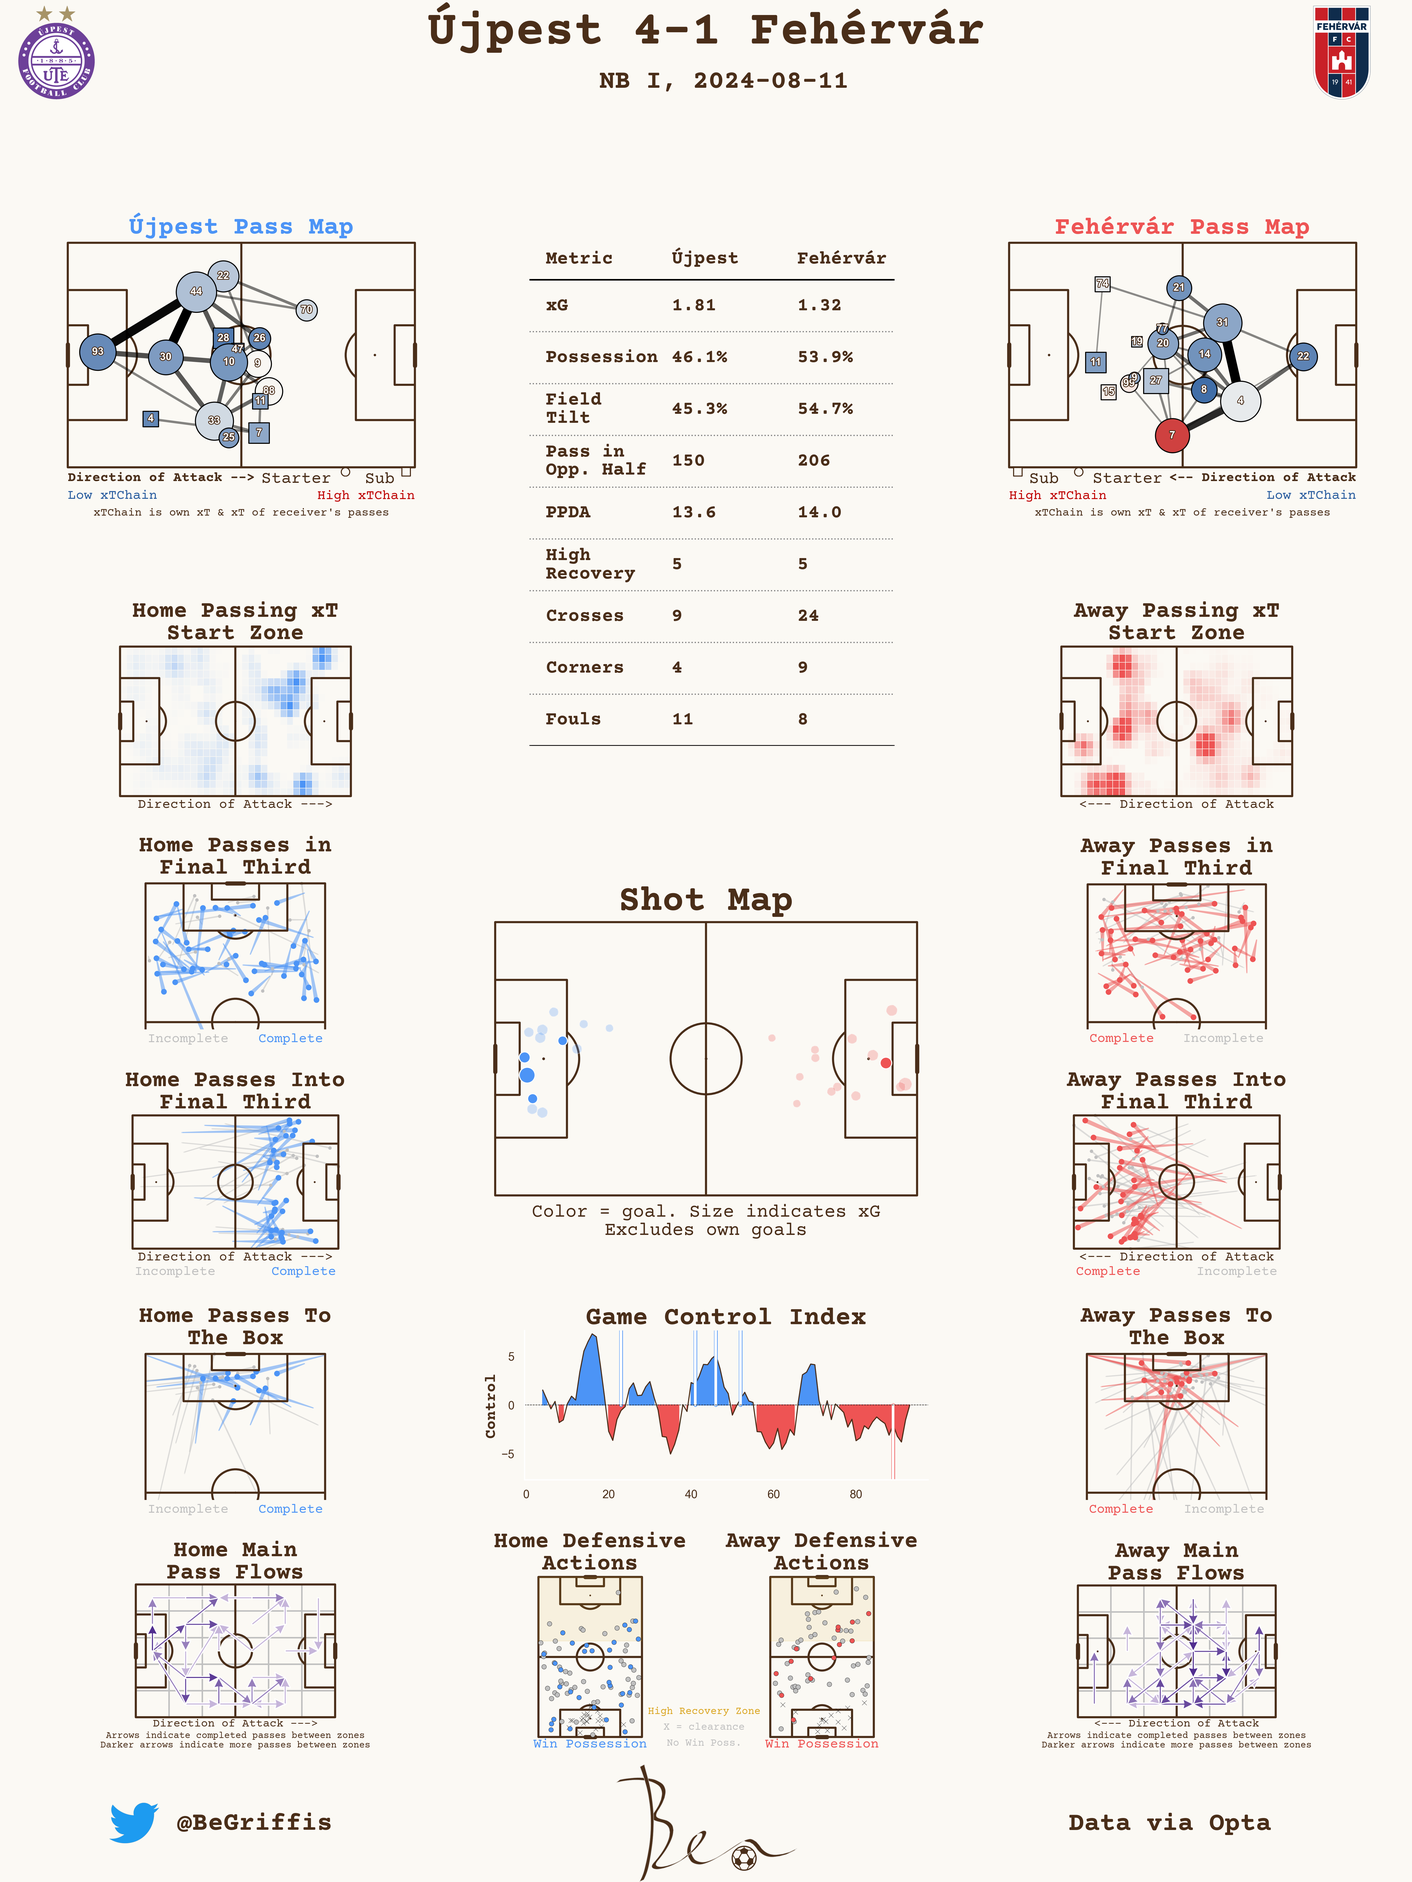 Újpest 4-1 Fehérvár
NB I, 2024-08-11
ÚJPEST
·1·8·8·5·
UTE
FOOTBALL CLUB
FEHÉRVÁR
F C
19 41
Újpest Pass Map
22
44
70
93
30
28
47
26
10
9
88
11
4
33
4
25
7
Direction of Attack --> Starter Sub
Low xTChain High xTChain
xTChain is own xT & xT of receiver's passes
Metric Újpest Fehérvár
xG 1.81 1.32
Possession 46.1% 53.9%
Field
Tilt 45.3% 54.7%
Pass in
Opp. Half 150 206
PPDA 13.6 14.0
High
Recovery 5 5
Crosses 9 24
Corners 4 9
Fouls 11 8
Fehérvár Pass Map
74
21
31
77
19
20
14
22
11
27
8
15
4
7
Sub Starter <-- Direction of Attack
High xTChain Low xTChain
xTChain is own xT & xT of receiver's passes
Home Passing xT
Start Zone
Direction of Attack --->
Away Passing xT
Start Zone
<--- Direction of Attack
Home Passes in
Final Third
Incomplete Complete
Away Passes in
Final Third
Complete Incomplete
Shot Map
Color = goal. Size indicates xG
Excludes own goals
Home Passes Into
Final Third
Direction of Attack --->
Incomplete Complete
Away Passes Into
Final Third
<--- Direction of Attack
Complete Incomplete
Home Passes To
The Box
Incomplete Complete
Game Control Index
Control
5
0
−5
0 20 40 60 80
Away Passes To
The Box
Complete Incomplete
Home Main
Pass Flows
Direction of Attack --->
Arrows indicate completed passes between zones
Darker arrows indicate more passes between zones
Home Defensive
Actions
Win Possession
High Recovery Zone
X = clearance
No Win Poss.
Away Defensive
Actions
Win Possession
Away Main
Pass Flows
<--- Direction of Attack
Arrows indicate completed passes between zones
Darker arrows indicate more passes between zones
@BeGriffis
Ben
Data via Opta